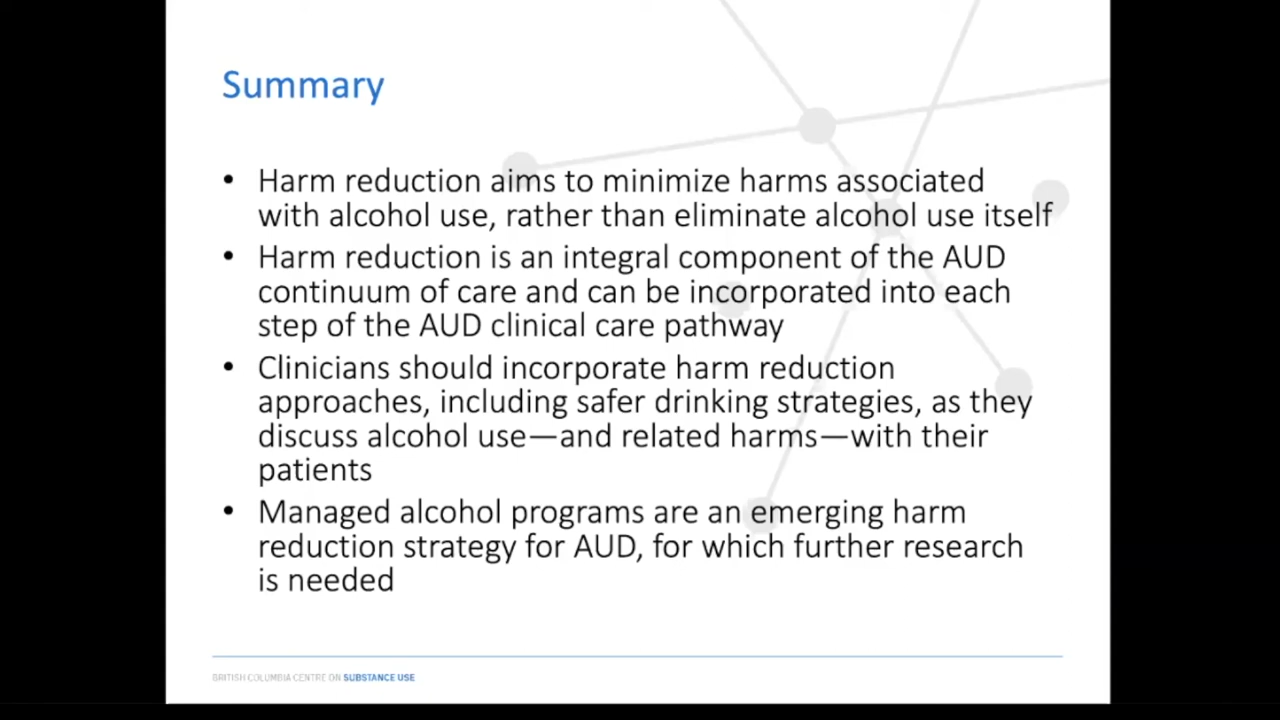 Summary
• Harm reduction aims to minimize harms associated
with alcohol use, rather than eliminate alcohol use itself
• Harm reduction is an integral component of the AUD
continuum of care and can be incorporated into each
step of the AUD clinical care pathway
• Clinicians should incorporate harm reduction
approaches, including safer drinking strategies, as they
discuss alcohol use—and related harms—with their
patients
• Managed alcohol programs are an emerging harm
reduction strategy for AUD, for which further research
is needed
BRITISH COLUMBIA CENTRE ON SUBSTANCE USE